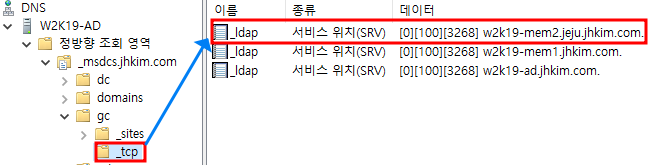 DNS
W2K19-AD
정방향 조회 영역
_msdcs.jhkim.com
dc
domains
gc
_sites
_tcp
이름 종류 데이터
_ldap 서비스 위치(SRV) [0][100][3268] w2k19-mem2.jeju.jhkim.com.
_ldap 서비스 위치(SRV) [0][100][3268] w2k19-mem1.jhkim.com.
_ldap 서비스 위치(SRV) [0][100][3268] w2k19-ad.jhkim.com.